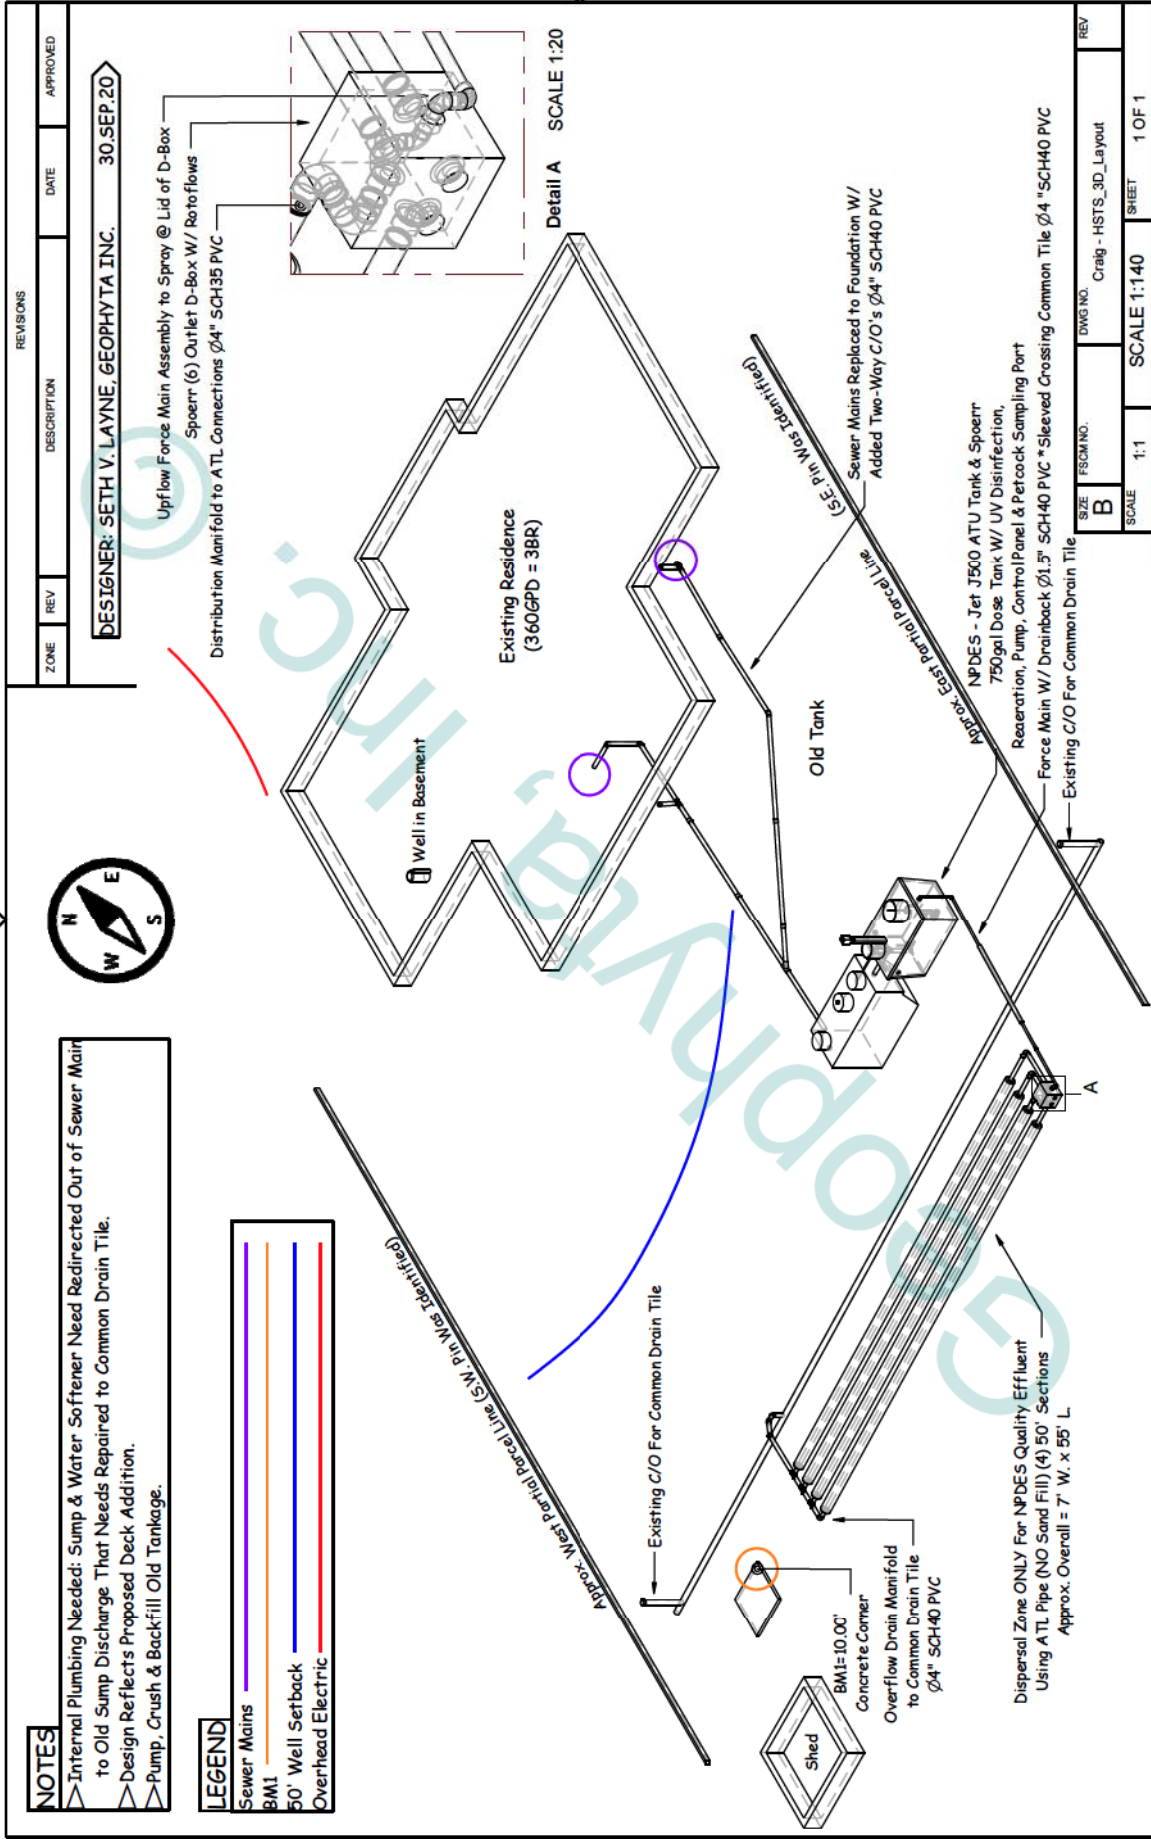 NOTES
Internal Plumbing Needed: Sump & Water Softener Need Redirected Out of Sewer Main
to Old Sump Discharge That Needs Repaired to Common Drain Tile.
Design Reflects Proposed Deck Addition.
Pump, Crush & Backfill Old Tankage.
LEGEND
Sewer Mains
BM1
50' Well Setback
Overhead Electric
N
E
S
W
REVISIONS
ZONE REV DESCRIPTION DATE APPROVED
DESIGNER: SETH V. LAYNE, GEOPHYTA INC. 30.SEP.20
Upflow Force Main Assembly to Spray @ Lid of D-Box
Spoerr (6) Outlet D-Box W/ Rotoflows
Distribution Manifold to ATL Connections Ø4" SCH35 PVC
Detail A SCALE 1:20
Existing Residence
(360GPD = 3BR)
Well in Basement
Sewer Mains Replaced to Foundation W/
Added Two-Way C/O's Ø4" SCH40 PVC
Old Tank
(S.E. Pin Was Identified)
Approx. East Partial Parcel Line
Approx. West Partial Parcel Line (S.W. Pin Was Identified)
NPDES - Jet J500 ATU Tank & Spoerr
750gal Dose Tank W/ UV Disinfection,
Reaeration, Pump, Control Panel & Petcock Sampling Port
Force Main W/ Drainback Ø1.5" SCH40 PVC *Sleeved Crossing Common Tile Ø4 "SCH40 PVC
Existing C/O For Common Drain Tile
A
Existing C/O For Common Drain Tile
BM1=10.00'
Concrete Corner
Shed
Overflow Drain Manifold
to Common Drain Tile
Ø4" SCH40 PVC
Dispersal Zone ONLY For NPDES Quality Effluent
Using ATL Pipe (NO Sand Fill) (4) 50' Sections
Approx. Overall = 7' W. x 55' L.
SIZE FSCM NO. DWG NO. REV
B Craig - HSTS_3D_Layout
SCALE 1:1 SCALE 1:140 SHEET 1 OF 1
Geophyta, Inc. ©